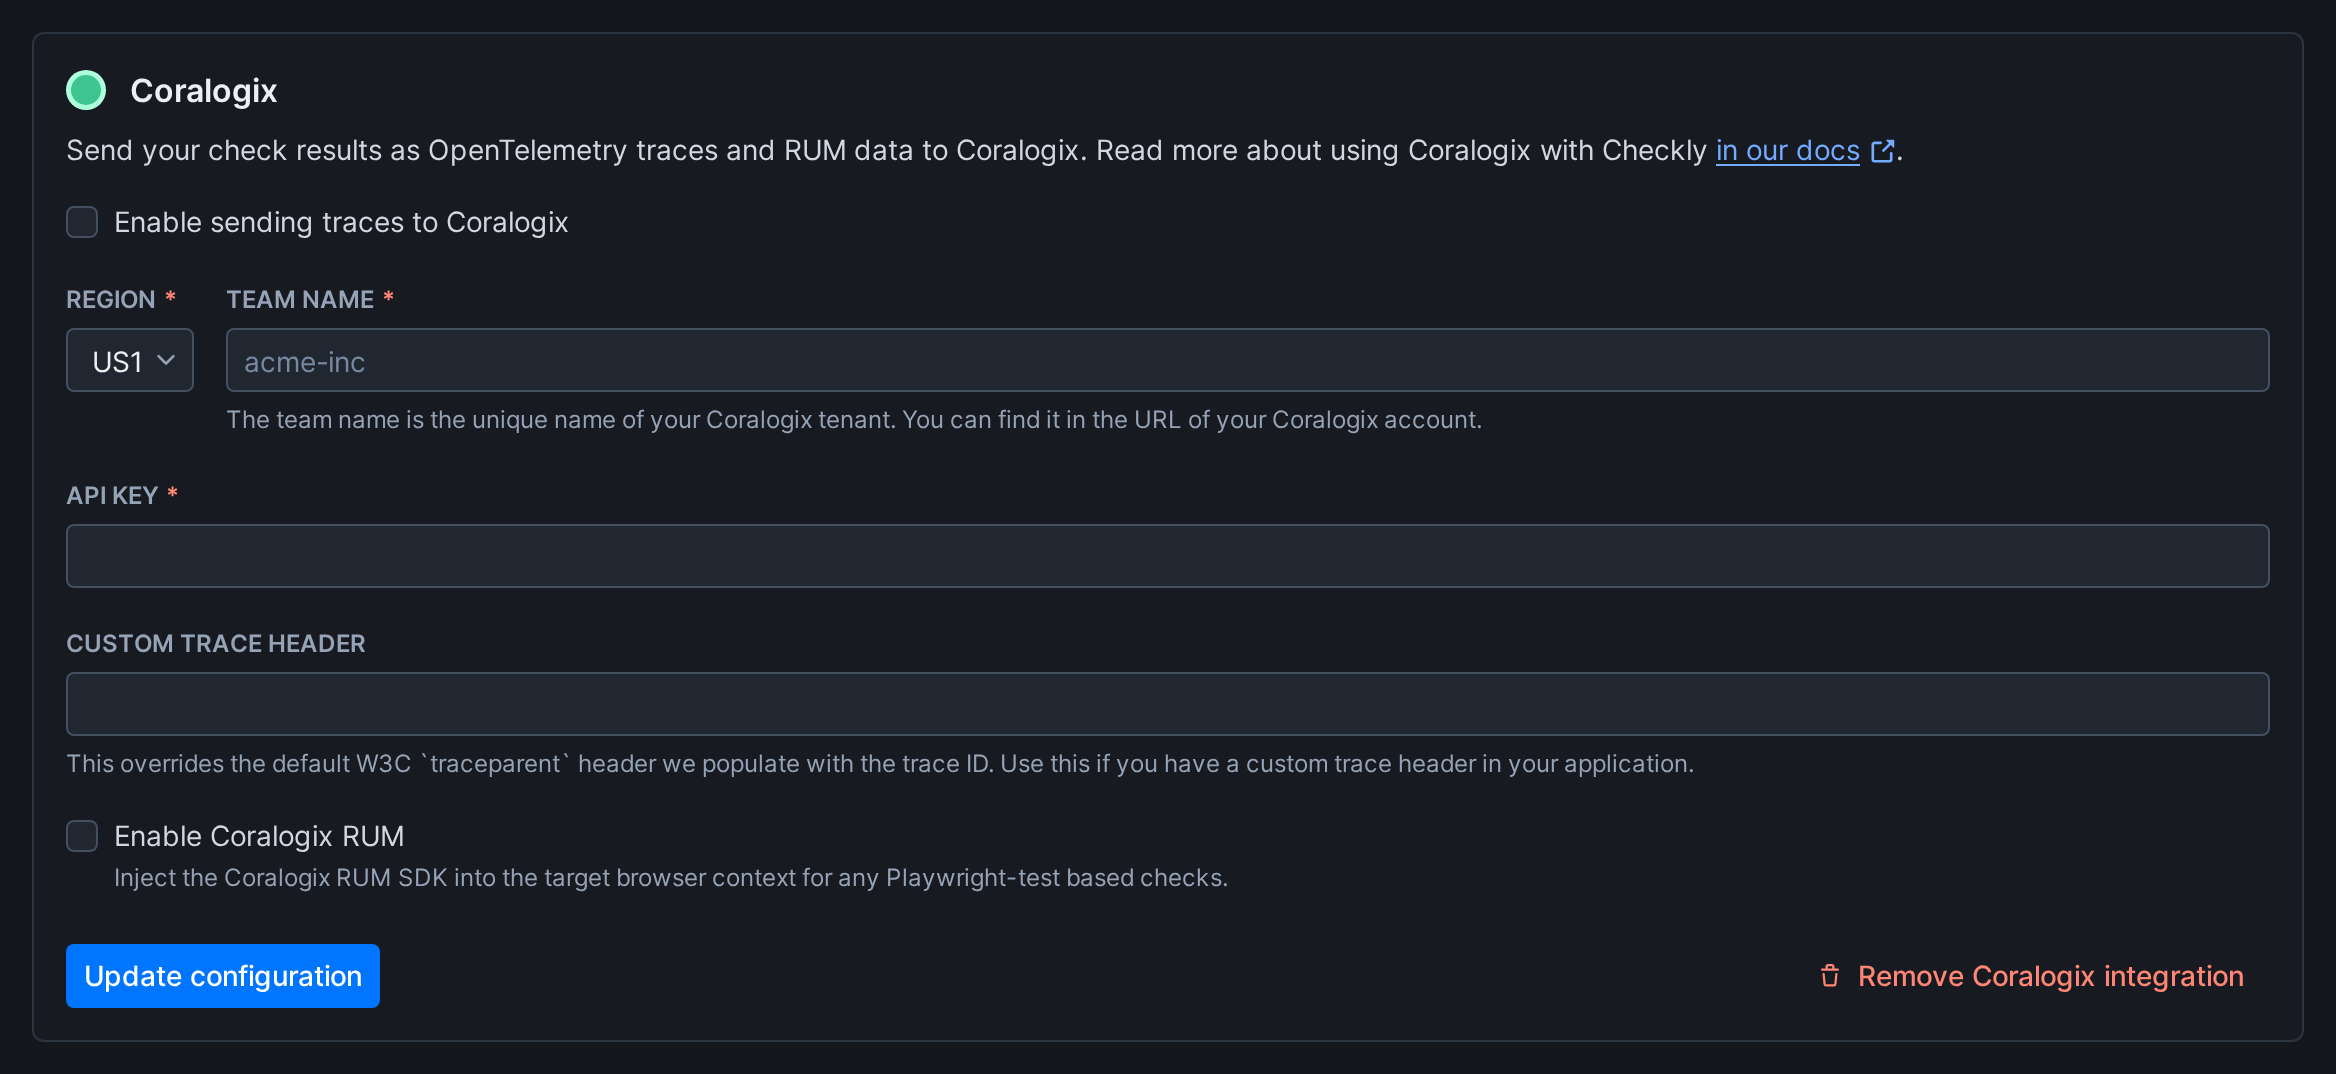 Coralogix
Send your check results as OpenTelemetry traces and RUM data to Coralogix. Read more about using Coralogix with Checkly in our docs.
Enable sending traces to Coralogix
REGION * TEAM NAME *
US1 acme-inc
The team name is the unique name of your Coralogix tenant. You can find it in the URL of your Coralogix account.
API KEY *
CUSTOM TRACE HEADER
This overrides the default W3C `traceparent` header we populate with the trace ID. Use this if you have a custom trace header in your application.
Enable Coralogix RUM
Inject the Coralogix RUM SDK into the target browser context for any Playwright-test based checks.
Update configuration Remove Coralogix integration